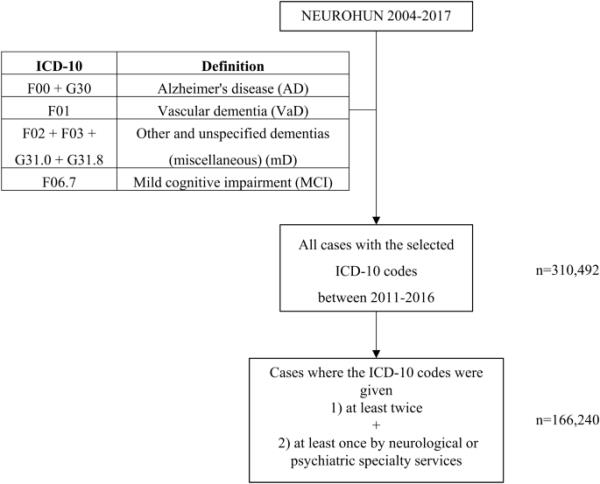 NEUROHUN 2004-2017
ICD-10 Definition
F00 + G30 Alzheimer's disease (AD)
F01 Vascular dementia (VaD)
F02 + F03 + Other and unspecified dementias
G31.0 + G31.8 (miscellaneous) (mD)
F06.7 Mild cognitive impairment (MCI)
All cases with the selected
ICD-10 codes
between 2011-2016
n=310,492
Cases where the ICD-10 codes were
given
1) at least twice
+
2) at least once by neurological or
psychiatric specialty services
n=166,240